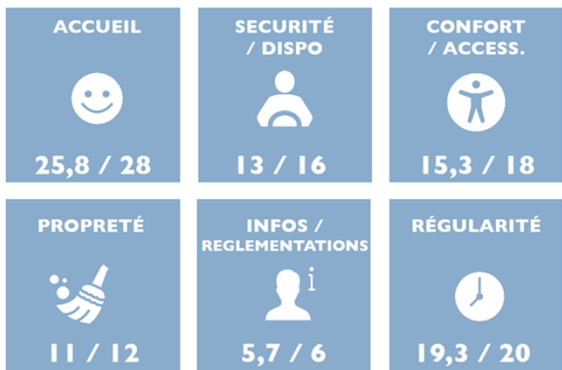 ACCUEIL
25,8 / 28
SECURITÉ
/ DISPO
13 / 16
CONFORT
/ ACCESS.
15,3 / 18
PROPRETÉ
11 / 12
INFOS /
REGLEMENTATIONS
i
5,7 / 6
RÉGULARITÉ
19,3 / 20